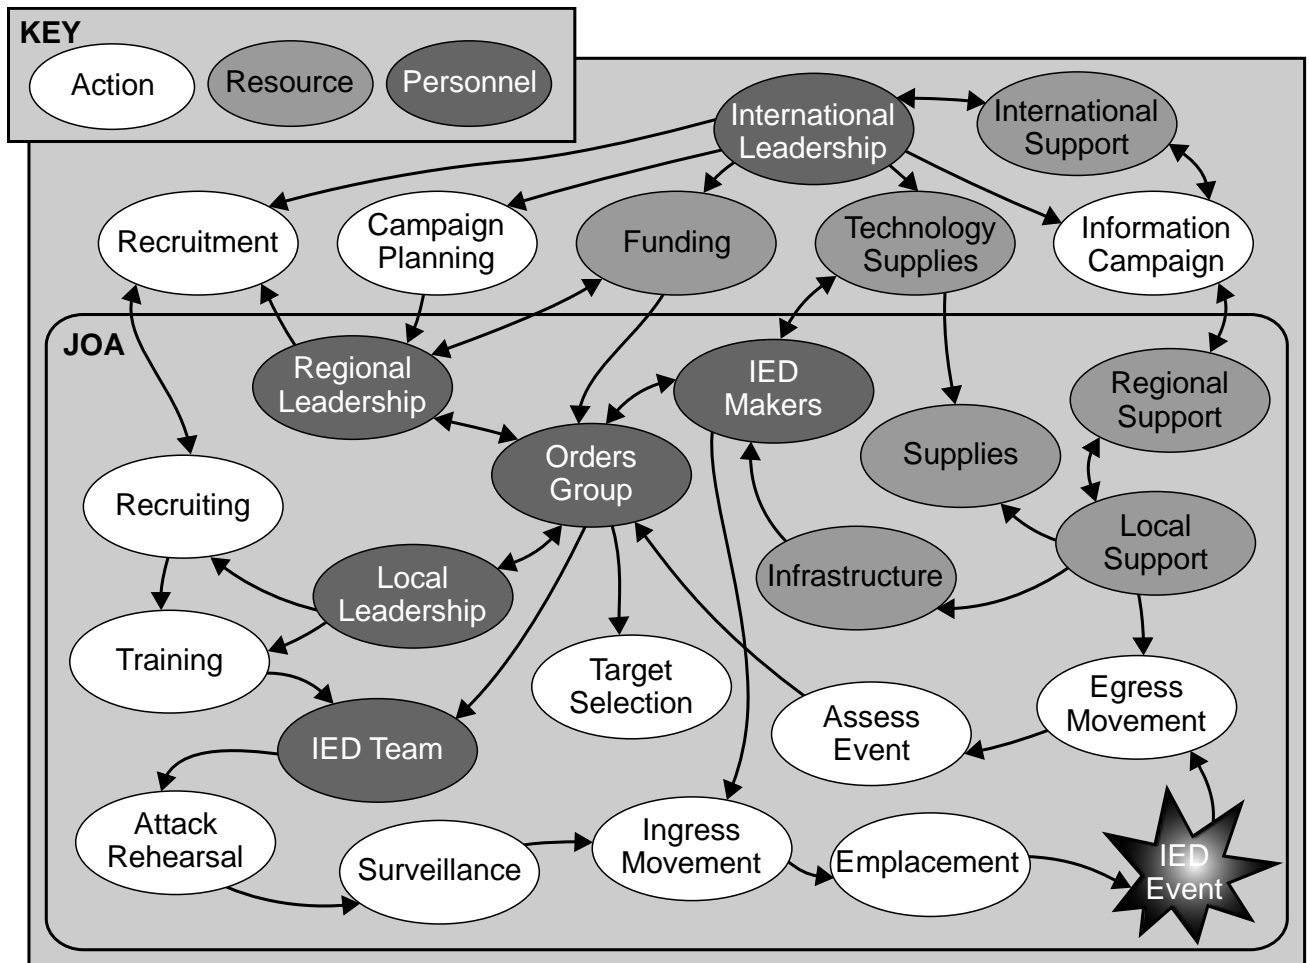 KEY
Action
Resource
Personnel
International
Leadership
International
Support
Recruitment
Campaign
Planning
Funding
Technology
Supplies
Information
Campaign
JOA
Regional
Leadership
IED
Makers
Regional
Support
Orders
Group
Supplies
Recruiting
Local
Support
Local
Leadership
Infrastructure
Training
Target
Selection
Egress
Movement
Assess
Event
IED Team
Attack
Rehearsal
Surveillance
Ingress
Movement
Emplacement
IED
Event